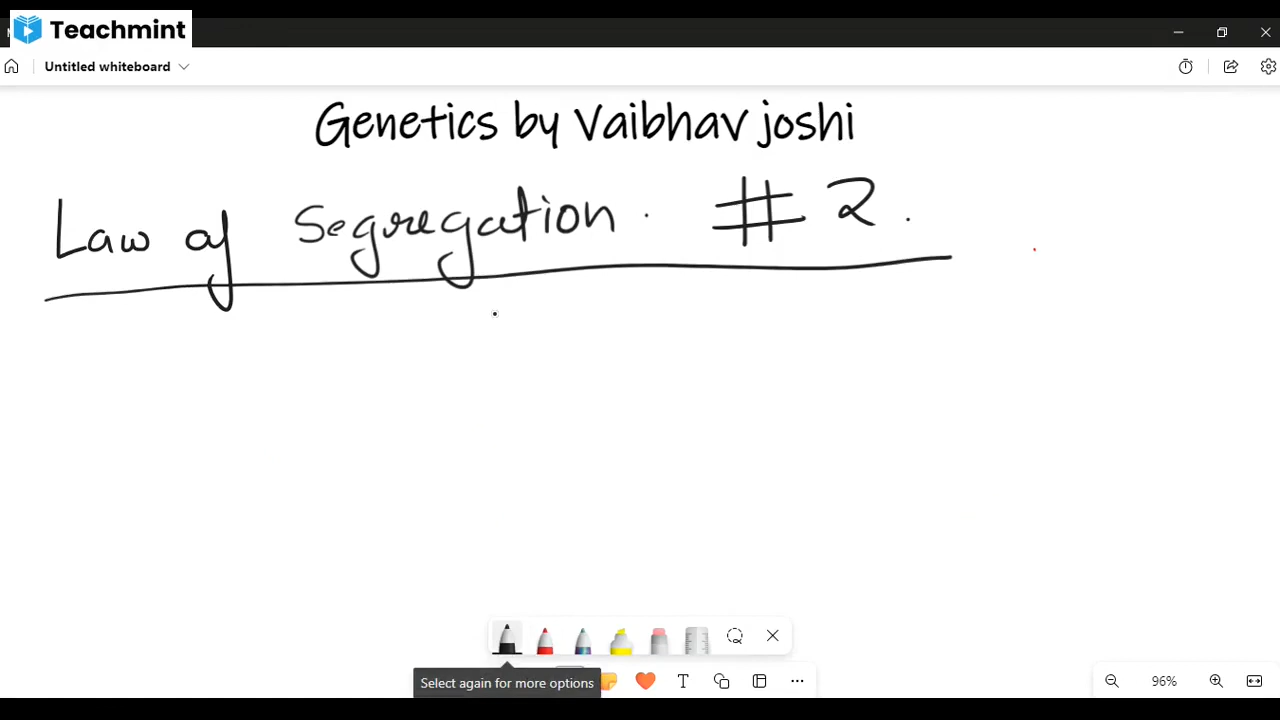 Teachmint
Untitled whiteboard
Genetics by Vaibhav joshi
Law of Segregation. # 2.
Select again for more options
96%